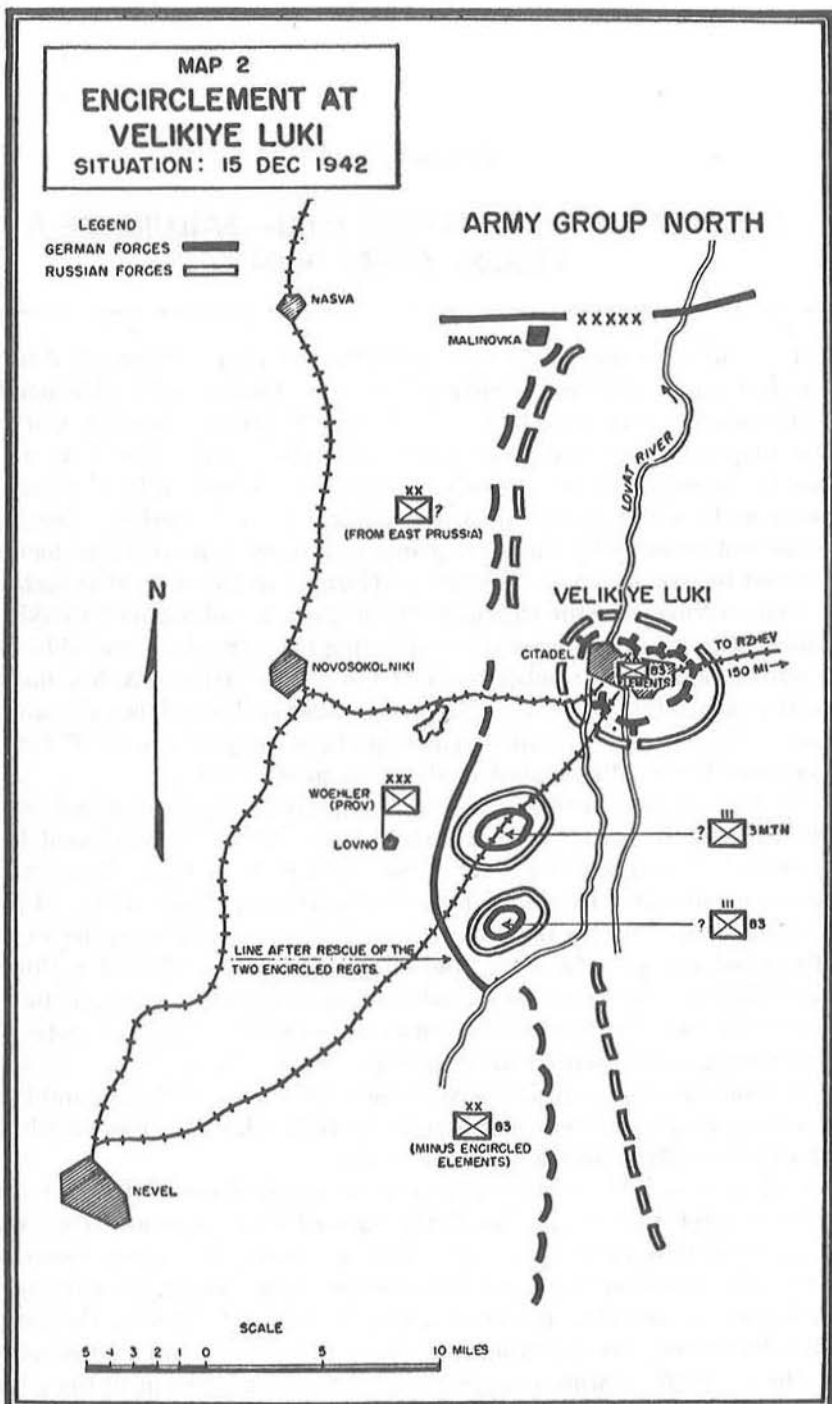 MAP 2
ENCIRCLEMENT AT
VELIKIYE LUKI
SITUATION: 15 DEC 1942
LEGEND
GERMAN FORCES
RUSSIAN FORCES
ARMY GROUP NORTH
NASVA
XXXXX
MALINOVKA
LOVAT RIVER
XX
?
(FROM EAST PRUSSIA)
N
VELIKIYE LUKI
CITADEL
XX
83
ELEMENTS
TO RZHEV
150 MI
NOVOSOKOLNIKI
XXX
WOEHLER
(PROV)
LOVNO
III
? 3 MTN
III
? 83
LINE AFTER RESCUE OF THE
TWO ENCIRCLED REGTS.
XX
83
(MINUS ENCIRCLED
ELEMENTS)
NEVEL
SCALE
5 4 3 2 1 0 5 10 MILES